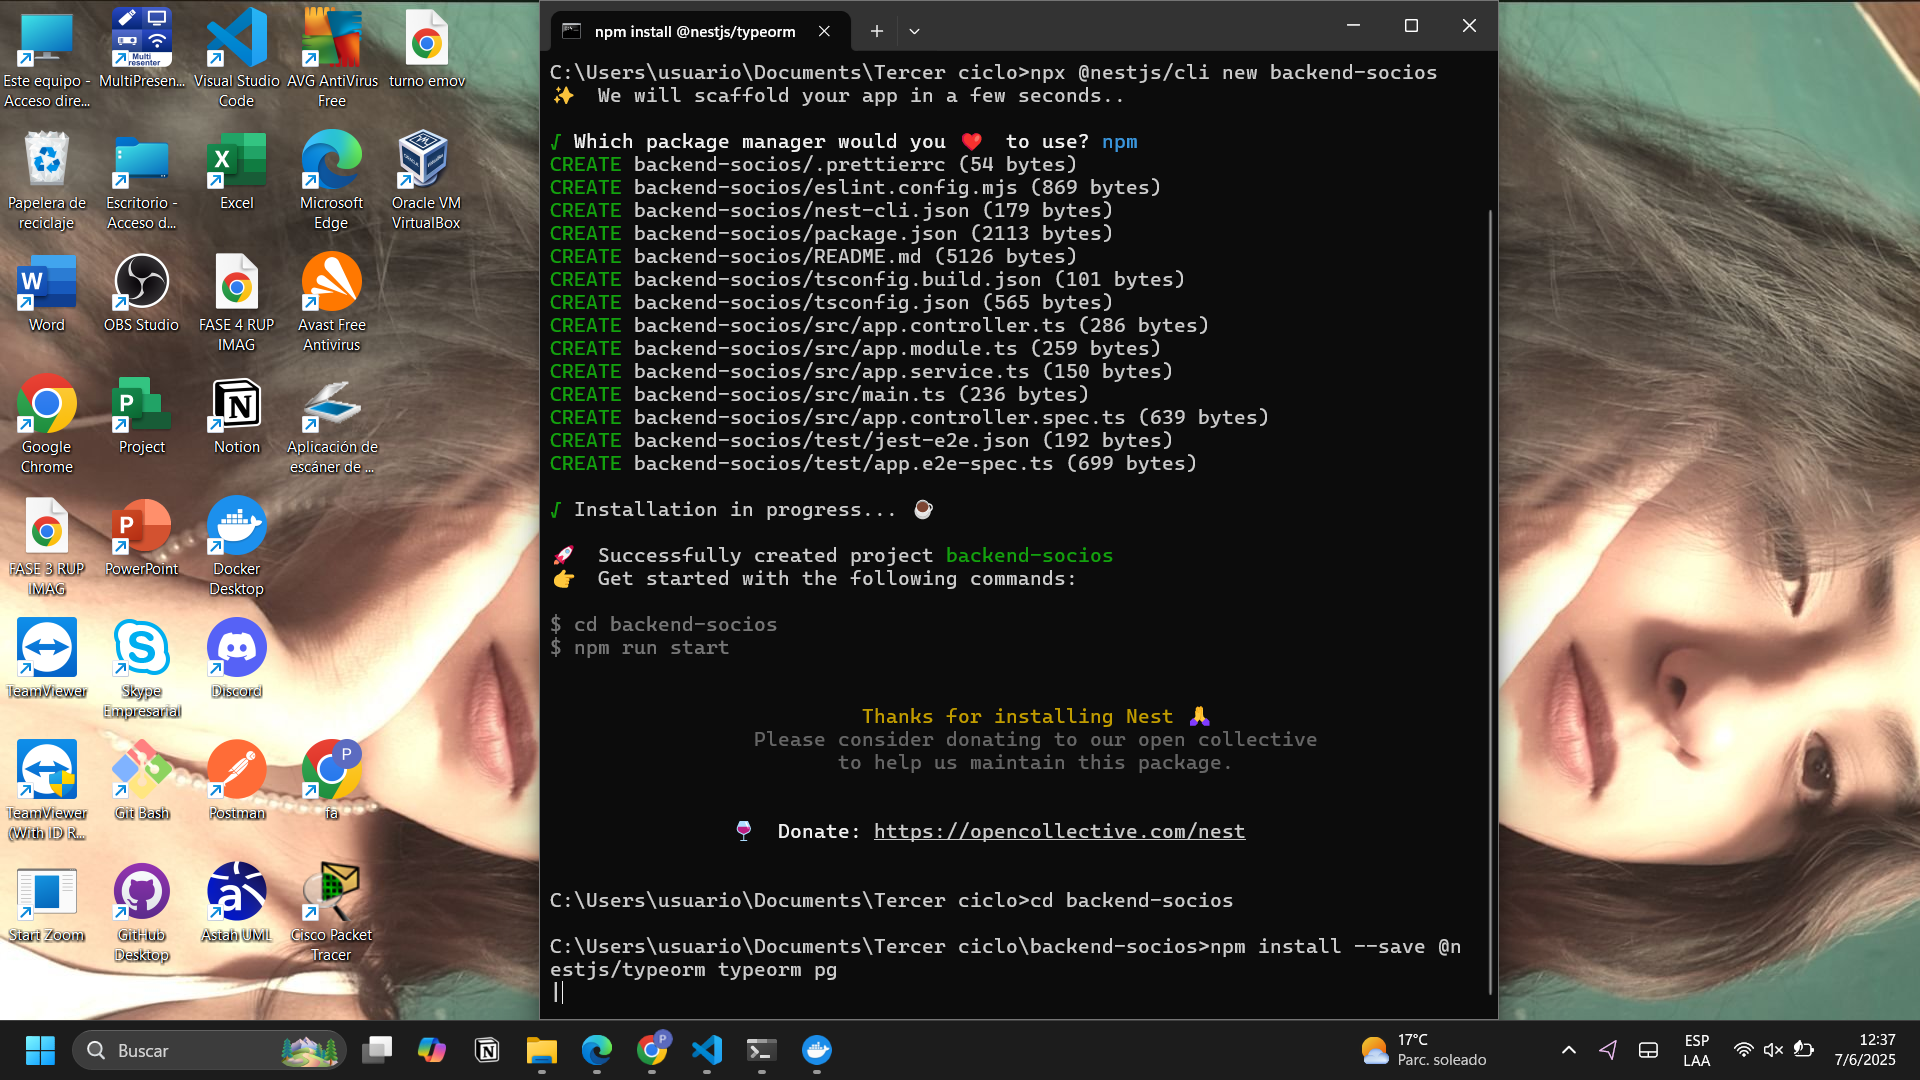 Este equipo -
Acceso dire...
MultiPresen...
Visual Studio
Code
AVG AntiVirus
Free
turno emov
Papelera de
reciclaje
Escritorio -
Acceso d...
Excel
Microsoft
Edge
Oracle VM
VirtualBox
Word
OBS Studio
FASE 4 RUP
IMAG
Avast Free
Antivirus
Google
Chrome
Project
Notion
Aplicación de
escáner de ...
FASE 3 RUP
IMAG
PowerPoint
Docker
Desktop
TeamViewer
Skype
Empresarial
Discord
TeamViewer
(With ID R...
Git Bash
Postman
fa
Start Zoom
GitHub
Desktop
Astah UML
Cisco Packet
Tracer
npm install @nestjs/typeorm
C:\Users\usuario\Documents\Tercer ciclo>npx @nestjs/cli new backend-socios
✨  We will scaffold your app in a few seconds..
√ Which package manager would you ❤️  to use? npm
CREATE backend-socios/.prettierrc (54 bytes)
CREATE backend-socios/eslint.config.mjs (869 bytes)
CREATE backend-socios/nest-cli.json (179 bytes)
CREATE backend-socios/package.json (2113 bytes)
CREATE backend-socios/README.md (5126 bytes)
CREATE backend-socios/tsconfig.build.json (101 bytes)
CREATE backend-socios/tsconfig.json (565 bytes)
CREATE backend-socios/src/app.controller.ts (286 bytes)
CREATE backend-socios/src/app.module.ts (259 bytes)
CREATE backend-socios/src/app.service.ts (150 bytes)
CREATE backend-socios/src/main.ts (236 bytes)
CREATE backend-socios/src/app.controller.spec.ts (639 bytes)
CREATE backend-socios/test/jest-e2e.json (192 bytes)
CREATE backend-socios/test/app.e2e-spec.ts (699 bytes)
√ Installation in progress... ☕
🚀  Successfully created project backend-socios
👉  Get started with the following commands:
$ cd backend-socios
$ npm run start
Thanks for installing Nest 🙏
Please consider donating to our open collective
to help us maintain this package.
🍷  Donate: https://opencollective.com/nest
C:\Users\usuario\Documents\Tercer ciclo>cd backend-socios
C:\Users\usuario\Documents\Tercer ciclo\backend-socios>npm install --save @n
estjs/typeorm typeorm pg
|
Buscar
17°C
Parc. soleado
ESP
LAA
12:37
7/6/2025